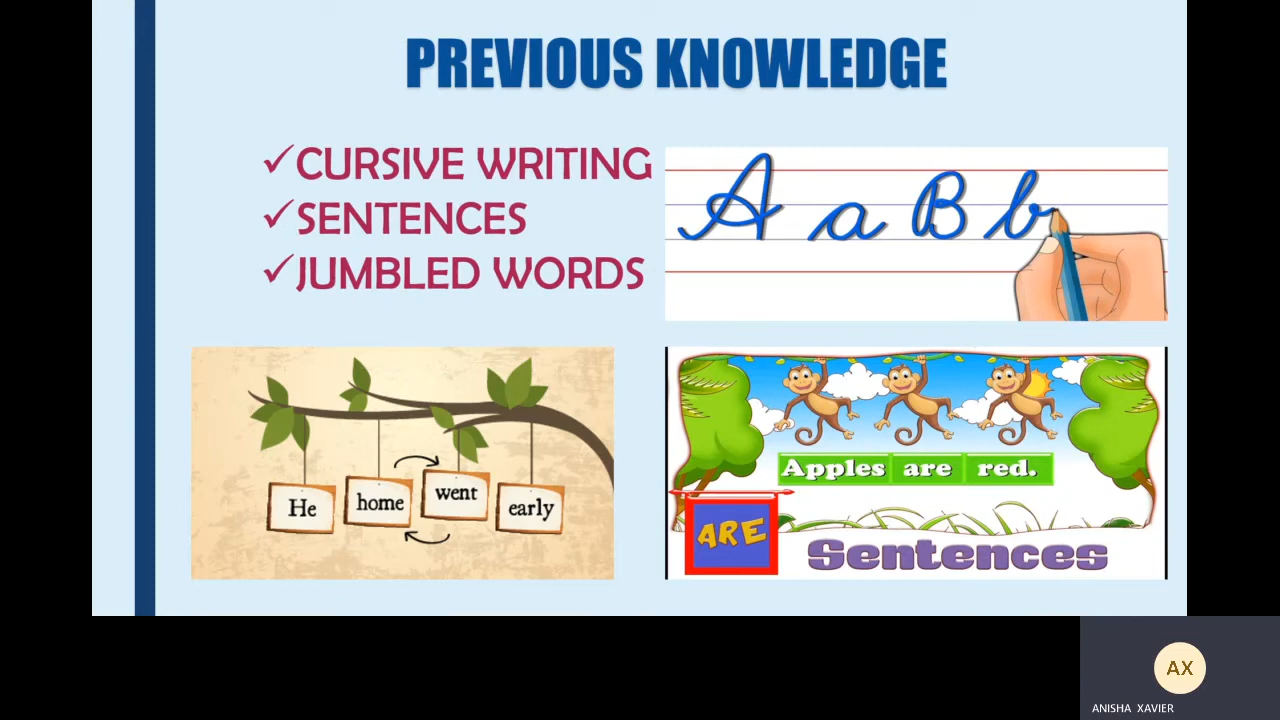 PREVIOUS KNOWLEDGE
✓CURSIVE WRITING
✓SENTENCES
✓JUMBLED WORDS
A a B b
He home went early
Apples are red.
ARE
Sentences
AX
ANISHA XAVIER